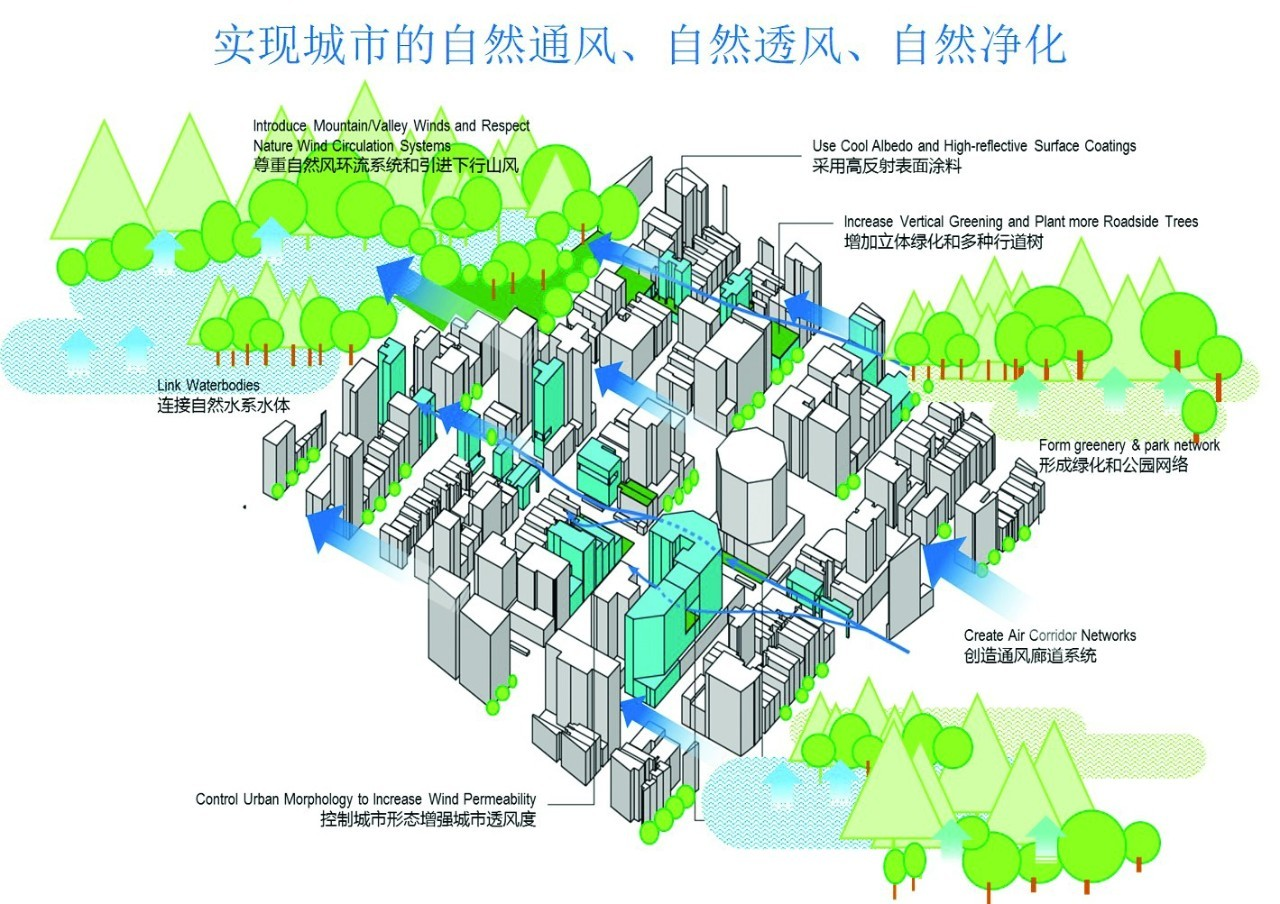 实现城市的自然通风、自然透风、自然净化
Introduce Mountain/Valley Winds and Respect
Nature Wind Circulation Systems
尊重自然风环流系统和引进下行山风
Use Cool Albedo and High-reflective Surface Coatings
采用高反射表面涂料
Increase Vertical Greening and Plant more Roadside Trees
增加立体绿化和多种行道树
Link Waterbodies
连接自然水系水体
Form greenery & park network
形成绿化和公园网络
Create Air Corridor Networks
创造通风廊道系统
Control Urban Morphology to Increase Wind Permeability
控制城市形态增强城市透风度